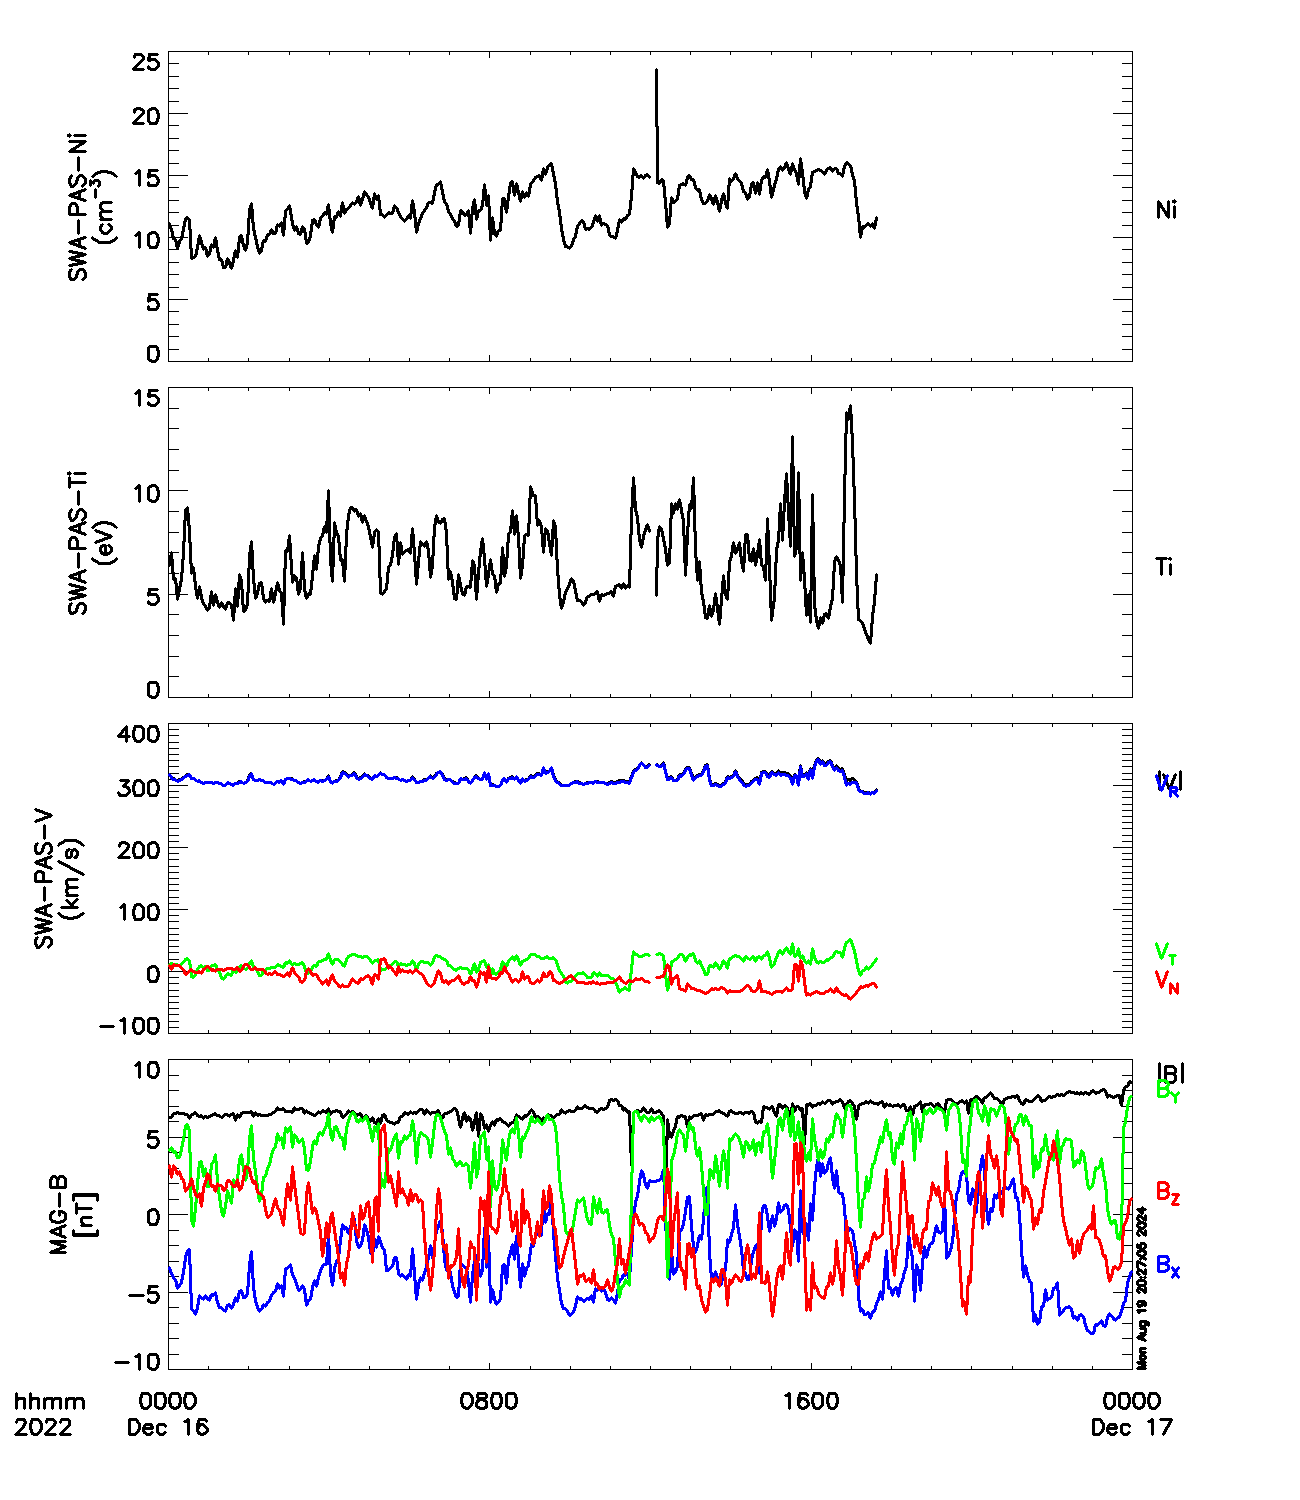 25
20
15
10
5
0
SWA-PAS-Ni
(cm-3)
Ni
15
10
5
0
SWA-PAS-Ti
(eV)
Ti
400
300
200
100
0
-100
SWA-PAS-V
(km/s)
|V|
VR
VT
VN
10
5
0
-5
-10
MAG-B
[nT]
|B|
BY
BZ
BX
Mon Aug 19 20:27:05 2024
hhmm 0000 0800 1600 0000
2022 Dec 16 Dec 17